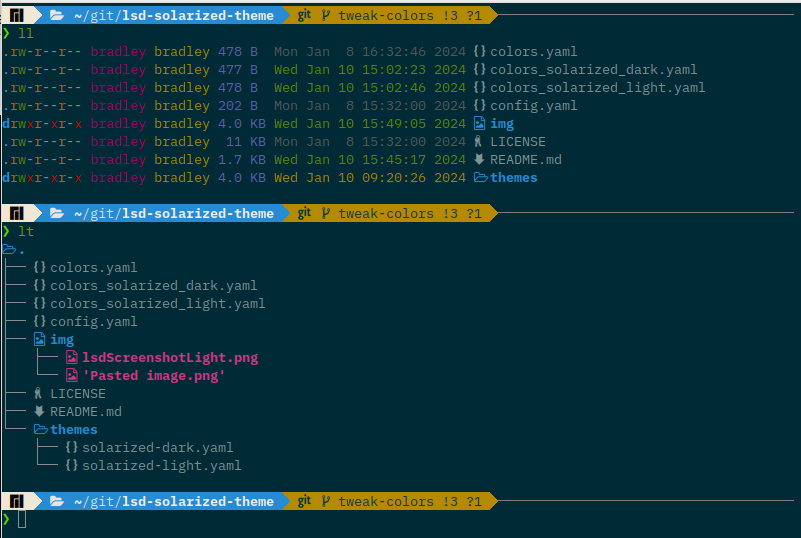 ~/git/lsd-solarized-theme git tweak-colors !3 ?1
❯ ll
.rw-r--r-- bradley bradley 478 B Mon Jan 8 16:32:46 2024 {} colors.yaml
.rw-r--r-- bradley bradley 477 B Wed Jan 10 15:02:23 2024 {} colors_solarized_dark.yaml
.rw-r--r-- bradley bradley 478 B Wed Jan 10 15:02:46 2024 {} colors_solarized_light.yaml
.rw-r--r-- bradley bradley 202 B Mon Jan 8 15:32:00 2024 {} config.yaml
drwxr-xr-x bradley bradley 4.0 KB Wed Jan 10 15:49:05 2024 img
.rw-r--r-- bradley bradley 11 KB Mon Jan 8 15:32:00 2024 LICENSE
.rw-r--r-- bradley bradley 1.7 KB Wed Jan 10 15:45:17 2024 README.md
drwxr-xr-x bradley bradley 4.0 KB Wed Jan 10 09:20:26 2024 themes
~/git/lsd-solarized-theme git tweak-colors !3 ?1
❯ lt
.
├── {} colors.yaml
├── {} colors_solarized_dark.yaml
├── {} colors_solarized_light.yaml
├── {} config.yaml
├── img
│   ├── lsdScreenshotLight.png
│   └── 'Pasted image.png'
├── LICENSE
├── README.md
└── themes
    ├── {} solarized-dark.yaml
    └── {} solarized-light.yaml
~/git/lsd-solarized-theme git tweak-colors !3 ?1
❯